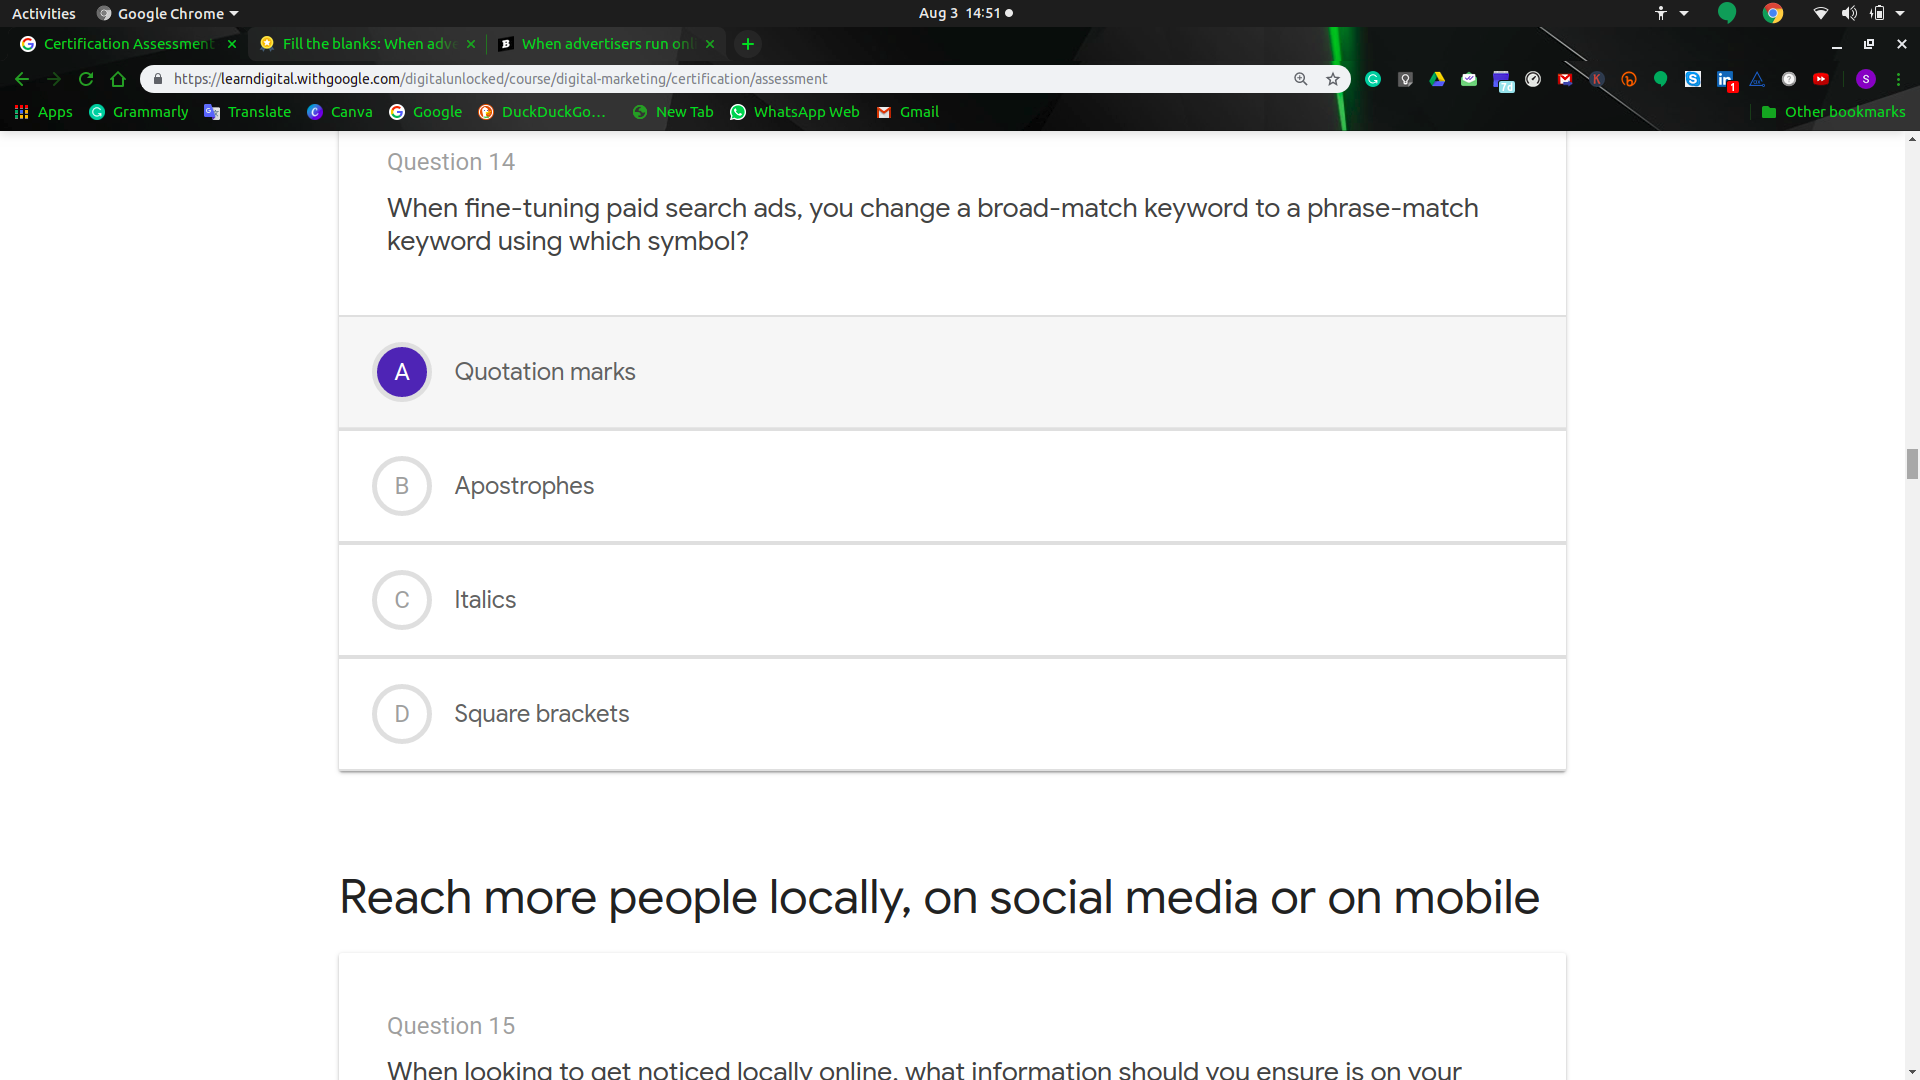 Activities Google Chrome Aug 3 14:51
Certification Assessment Fill the blanks: When adve When advertisers run onl
https://learndigital.withgoogle.com/digitalunlocked/course/digital-marketing/certification/assessment 7d 1 S
Apps Grammarly Translate Canva Google DuckDuckGo... New Tab WhatsApp Web Gmail Other bookmarks
Question 14
When fine-tuning paid search ads, you change a broad-match keyword to a phrase-match
keyword using which symbol?
A Quotation marks
B Apostrophes
C Italics
D Square brackets
Reach more people locally, on social media or on mobile
Question 15
When looking to get noticed locally online, what information should you ensure is on your